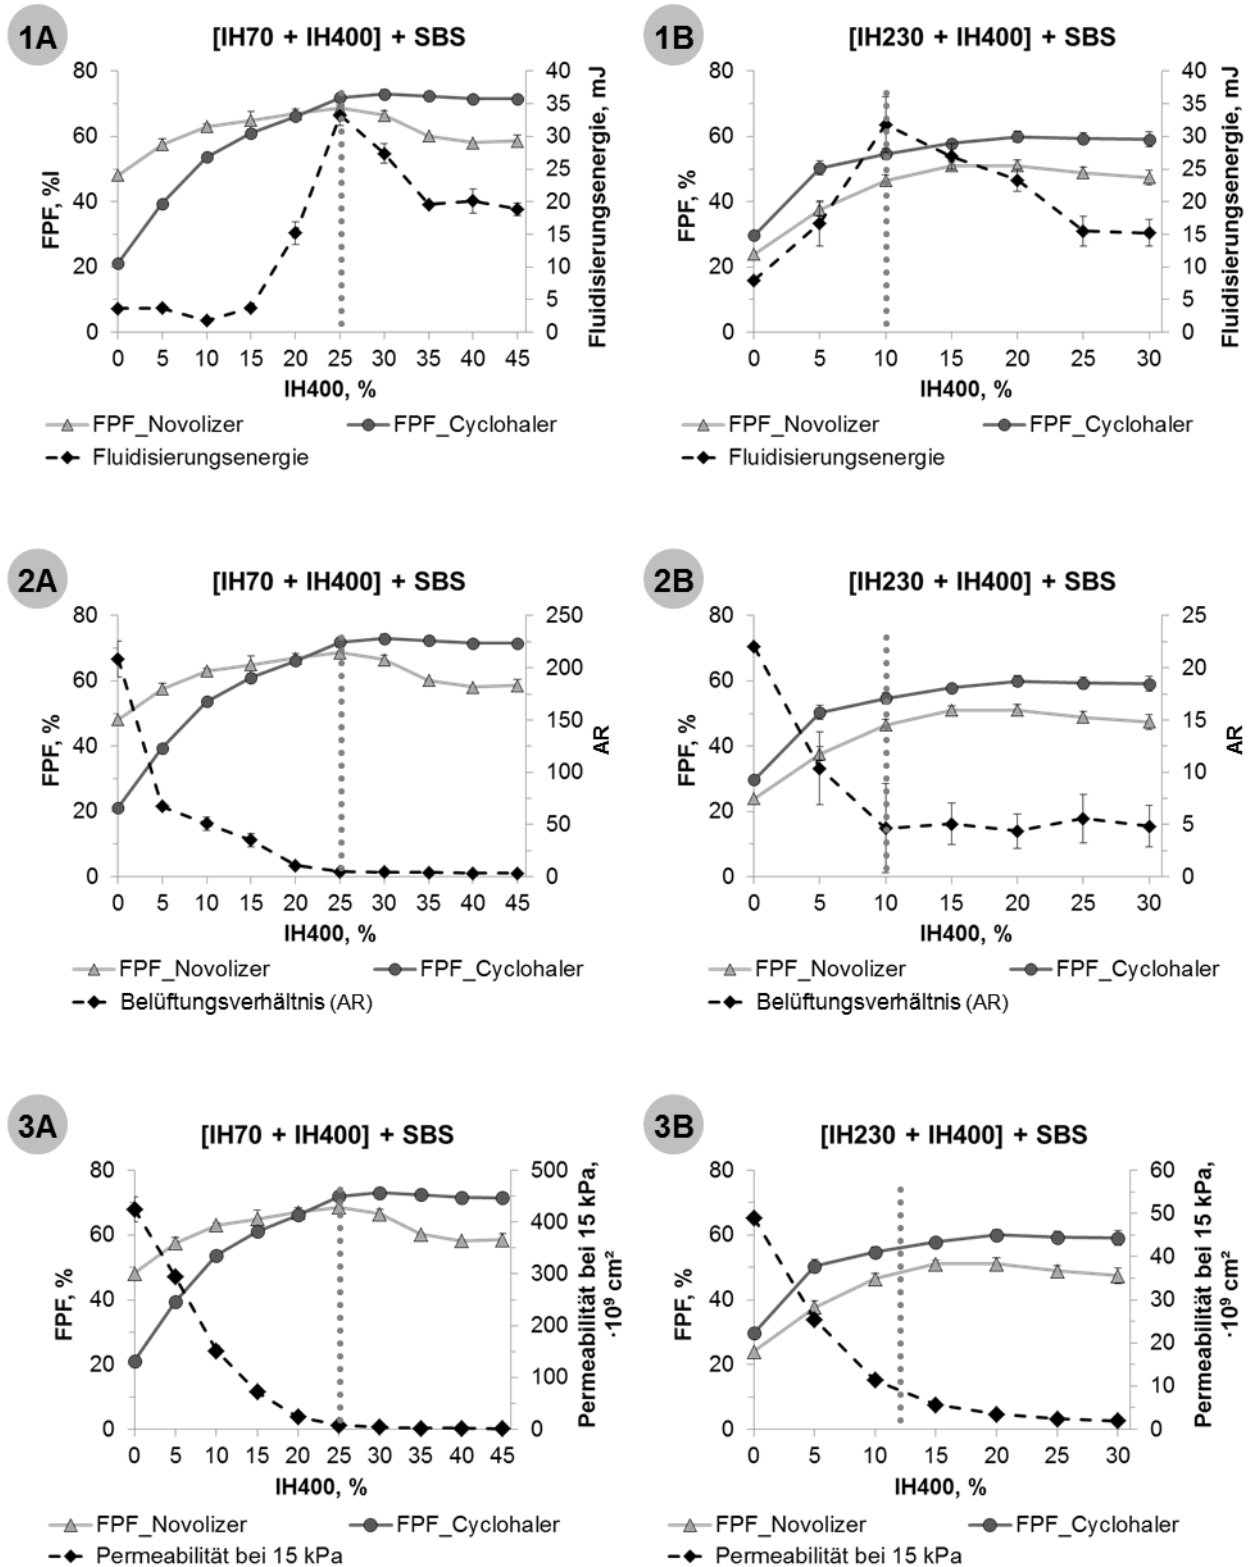 1A
[IH70 + IH400] + SBS
80
60
40
20
0
FPF, %l
40
35
30
25
20
15
10
5
0
Fluidisierungsenergie, mJ
0 5 10 15 20 25 30 35 40 45
IH400, %
FPF_Novolizer FPF_Cyclohaler
Fluidisierungsenergie
1B
[IH230 + IH400] + SBS
80
60
40
20
0
FPF, %
40
35
30
25
20
15
10
5
0
Fluidisierungsenergie, mJ
0 5 10 15 20 25 30
IH400, %
FPF_Novolizer FPF_Cyclohaler
Fluidisierungsenergie
2A
[IH70 + IH400] + SBS
80
60
40
20
0
FPF, %
250
200
150
100
50
0
AR
0 5 10 15 20 25 30 35 40 45
IH400, %
FPF_Novolizer FPF_Cyclohaler
Belüftungsverhältnis (AR)
2B
[IH230 + IH400] + SBS
80
60
40
20
0
FPF, %
25
20
15
10
5
0
AR
0 5 10 15 20 25 30
IH400, %
FPF_Novolizer FPF_Cyclohaler
Belüftungsverhältnis (AR)
3A
[IH70 + IH400] + SBS
80
60
40
20
0
FPF, %
500
400
300
200
100
0
Permeabilität bei 15 kPa,
·10⁹ cm²
0 5 10 15 20 25 30 35 40 45
IH400, %
FPF_Novolizer FPF_Cyclohaler
Permeabilität bei 15 kPa
3B
[IH230 + IH400] + SBS
80
60
40
20
0
FPF, %
60
50
40
30
20
10
0
Permeabilität bei 15 kPa,
·10⁹ cm²
0 5 10 15 20 25 30
IH400, %
FPF_Novolizer FPF_Cyclohaler
Permeabilität bei 15 kPa